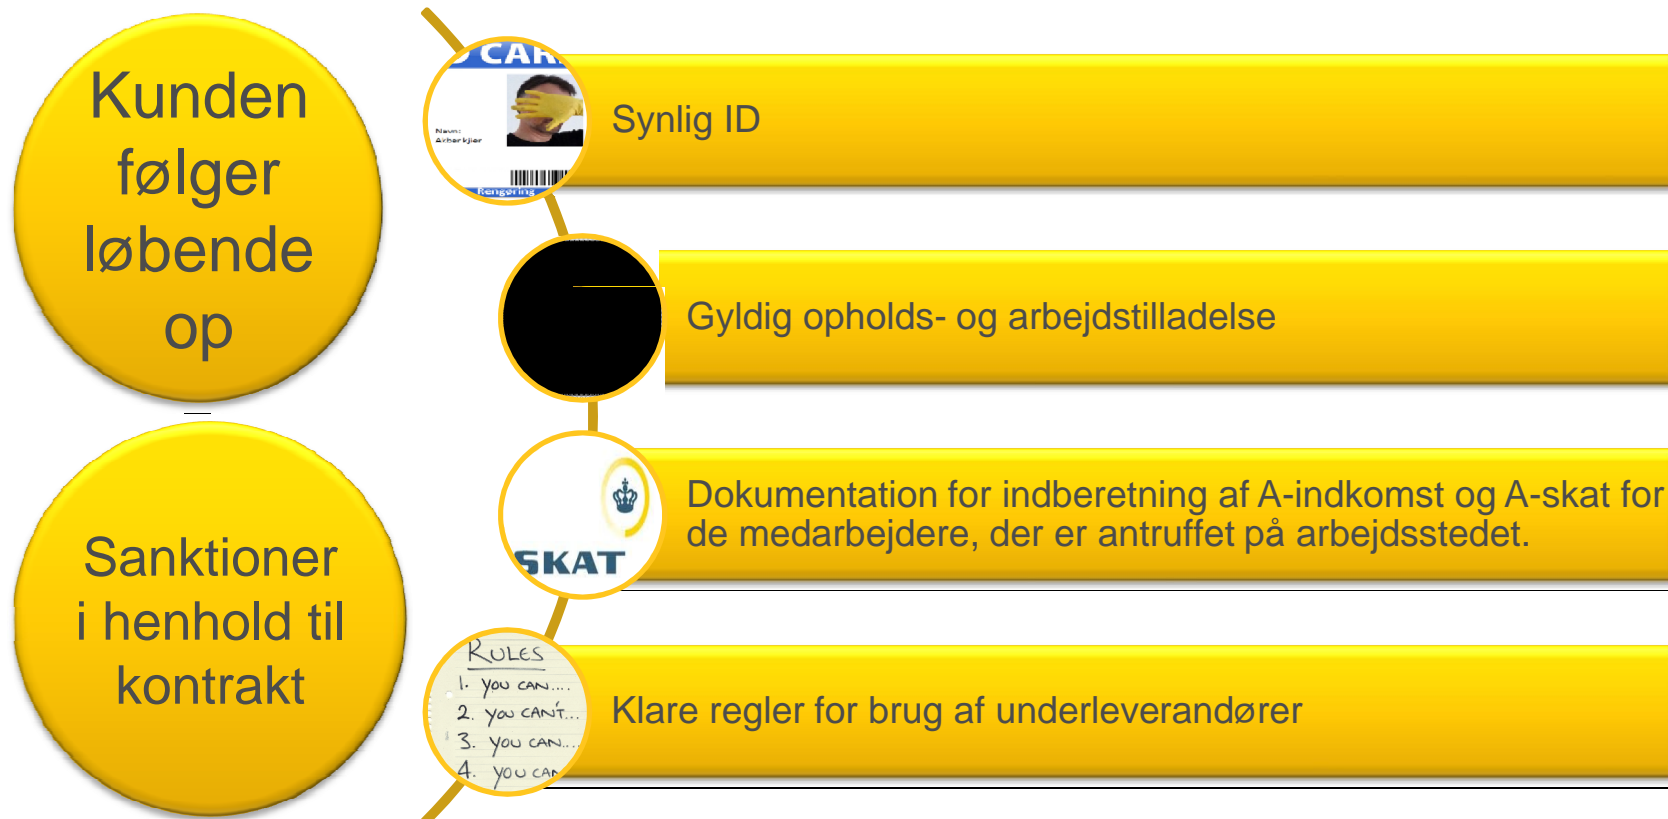 Kunden
følger
løbende
op
Sanktioner
i henhold til
kontrakt
CAR
Navn:
Akbar kjier
Rengøring
Synlig ID
Gyldig opholds- og arbejdstilladelse
SKAT
Dokumentation for indberetning af A-indkomst og A-skat for
de medarbejdere, der er antruffet på arbejdsstedet.
RULES
1. YOU CAN....
2. YOU CAN'T...
3. YOU CAN....
4. YOU CAN
Klare regler for brug af underleverandører